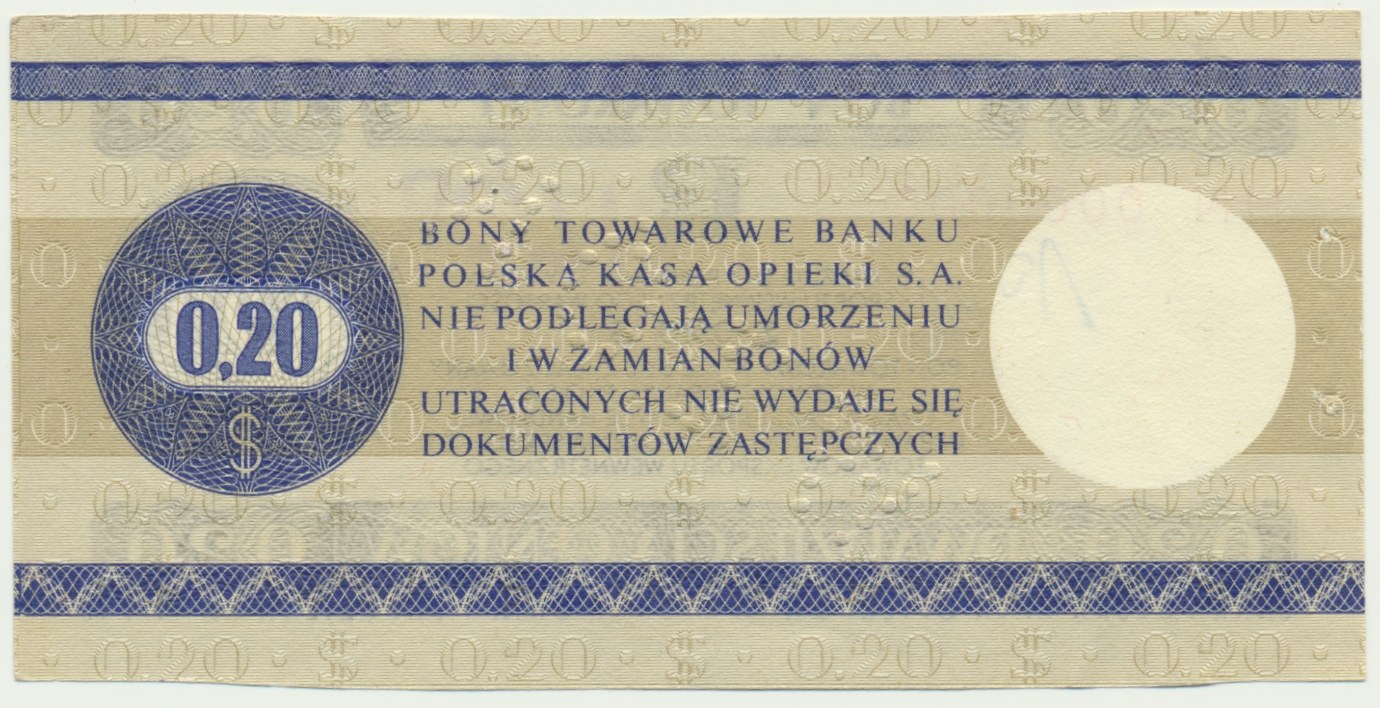 BONY TOWAROWE BANKU
POLSKA KASA OPIEKI S.A.
NIE PODLEGAJĄ UMORZENIU
I W ZAMIAN BONÓW
UTRACONYCH NIE WYDAJE SIĘ
DOKUMENTÓW ZASTĘPCZYCH
0,20
$